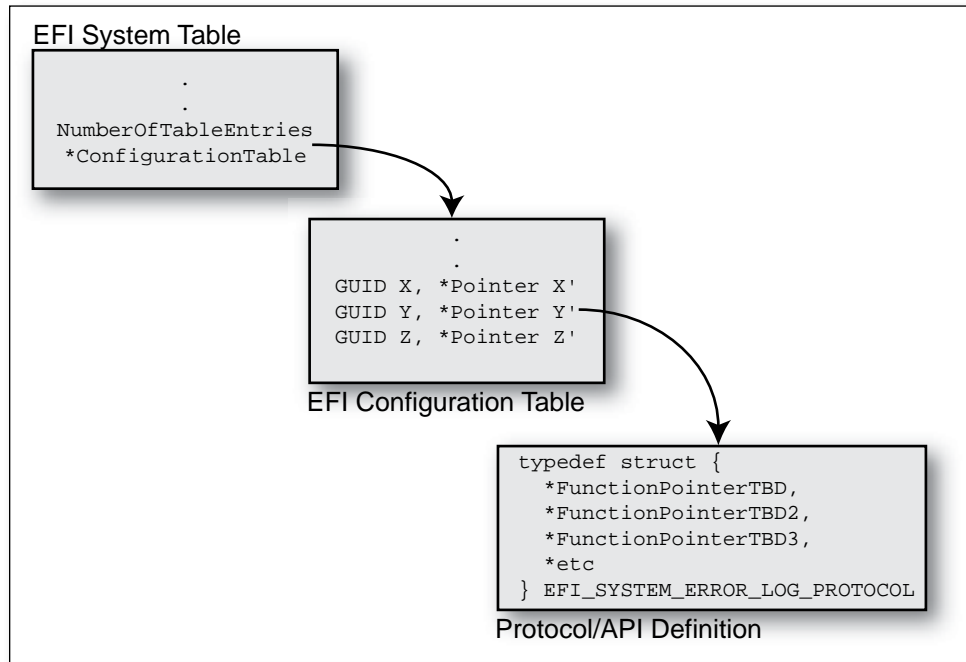 EFI System Table
.
.
NumberOfTableEntries
*ConfigurationTable
.
.
GUID X, *Pointer X'
GUID Y, *Pointer Y'
GUID Z, *Pointer Z'
EFI Configuration Table
typedef struct {
*FunctionPointerTBD,
*FunctionPointerTBD2,
*FunctionPointerTBD3,
*etc
} EFI_SYSTEM_ERROR_LOG_PROTOCOL
Protocol/API Definition